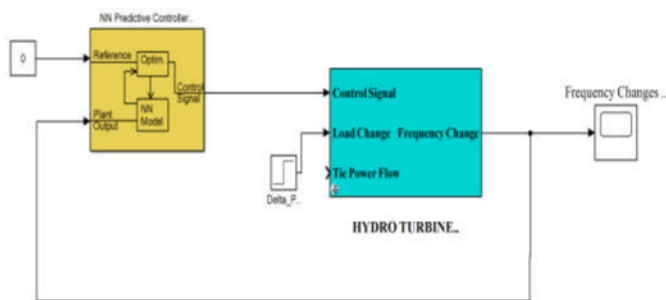 NN Predictive Controller..
0
Reference
Optim.
Control
Signal
Plant
Output
NN
Model
Control Signal
Load Change
Frequency Change
Tie Power Flow
Delta_P..
HYDRO TURBINE..
Frequency Changes ..